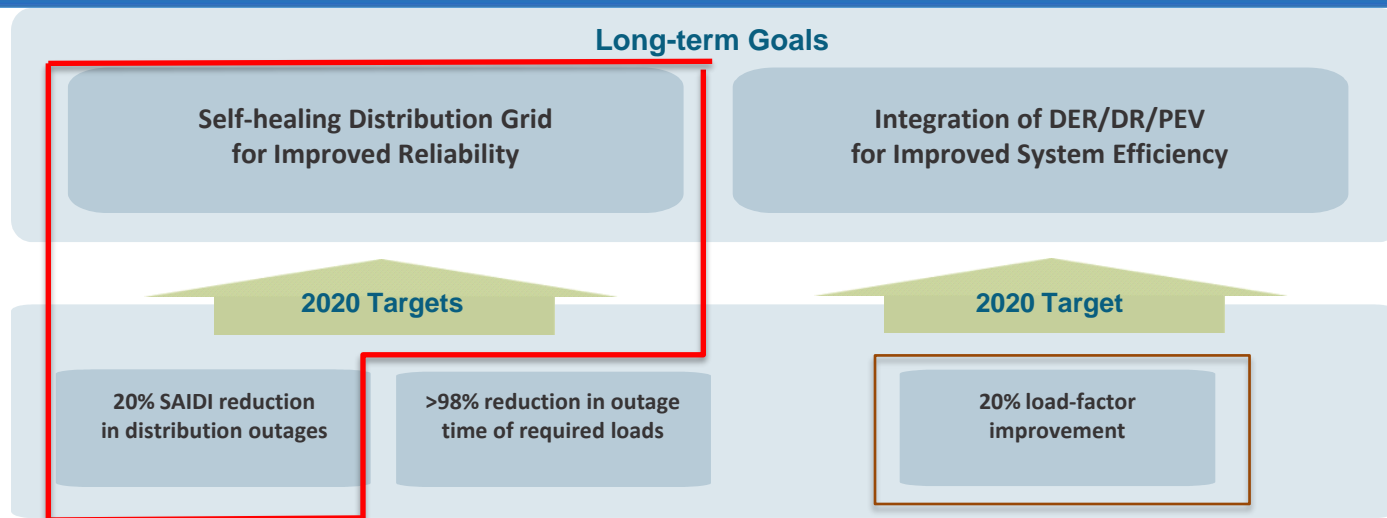 Long-term Goals
Self-healing Distribution Grid
for Improved Reliability
Integration of DER/DR/PEV
for Improved System Efficiency
2020 Targets
2020 Target
20% SAIDI reduction
in distribution outages
>98% reduction in outage
time of required loads
20% load-factor
improvement